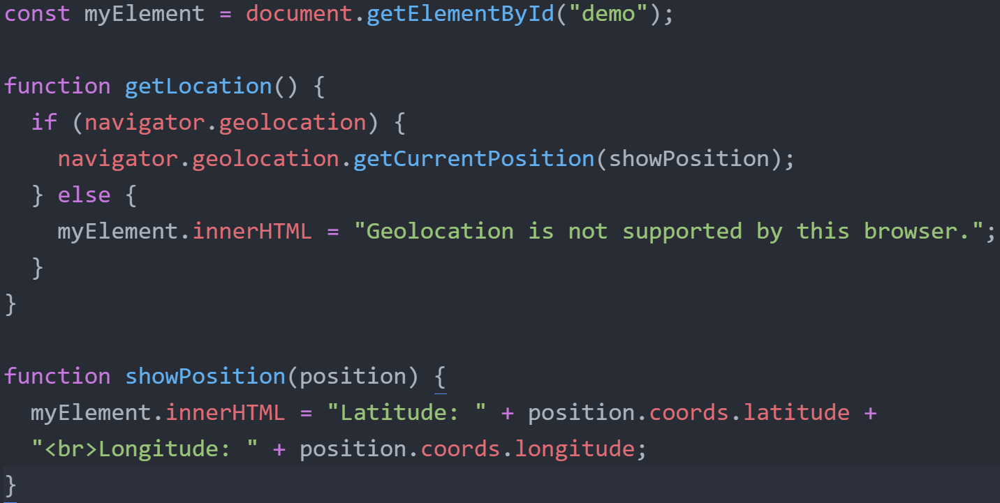 const myElement = document.getElementById("demo");

function getLocation() {
  if (navigator.geolocation) {
    navigator.geolocation.getCurrentPosition(showPosition);
  } else {
    myElement.innerHTML = "Geolocation is not supported by this browser.";
  }
}

function showPosition(position) {
  myElement.innerHTML = "Latitude: " + position.coords.latitude +
  "<br>Longitude: " + position.coords.longitude;
}